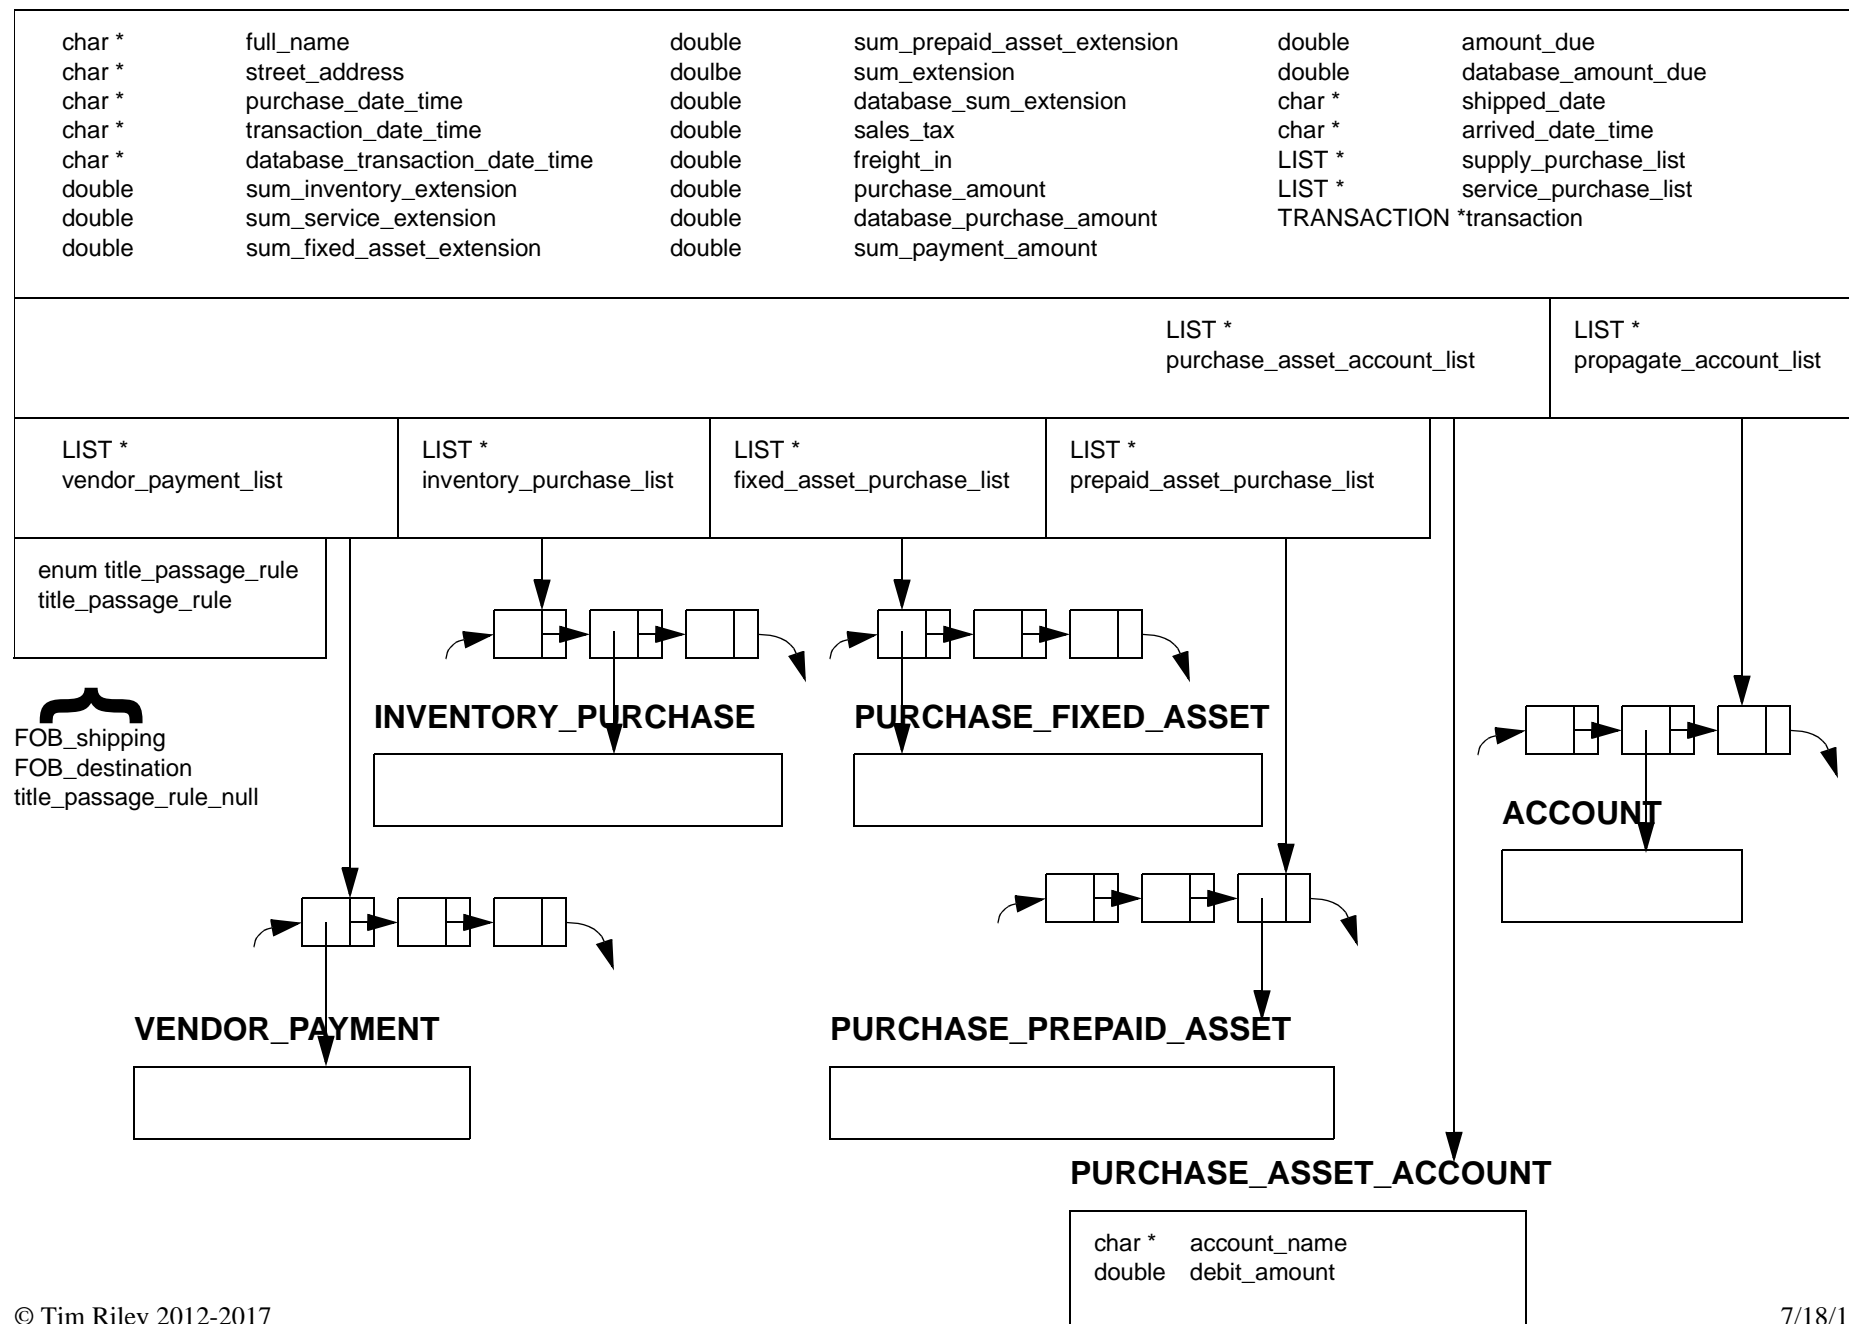 char * full_name double sum_prepaid_asset_extension double amount_due
char * street_address doulbe sum_extension double database_amount_due
char * purchase_date_time double database_sum_extension char * shipped_date
char * transaction_date_time double sales_tax char * arrived_date_time
char * database_transaction_date_time double freight_in LIST * supply_purchase_list
double sum_inventory_extension double purchase_amount LIST * service_purchase_list
double sum_service_extension double database_purchase_amount TRANSACTION *transaction
double sum_fixed_asset_extension double sum_payment_amount
LIST * LIST *
purchase_asset_account_list propagate_account_list
LIST * LIST * LIST * LIST *
vendor_payment_list inventory_purchase_list fixed_asset_purchase_list prepaid_asset_purchase_list
enum title_passage_rule
title_passage_rule
INVENTORY_PURCHASE PURCHASE_FIXED_ASSET
FOB_shipping
FOB_destination
title_passage_rule_null
ACCOUNT
VENDOR_PAYMENT PURCHASE_PREPAID_ASSET
PURCHASE_ASSET_ACCOUNT
char * account_name
double debit_amount
© Tim Riley 2012-2017 7/18/1